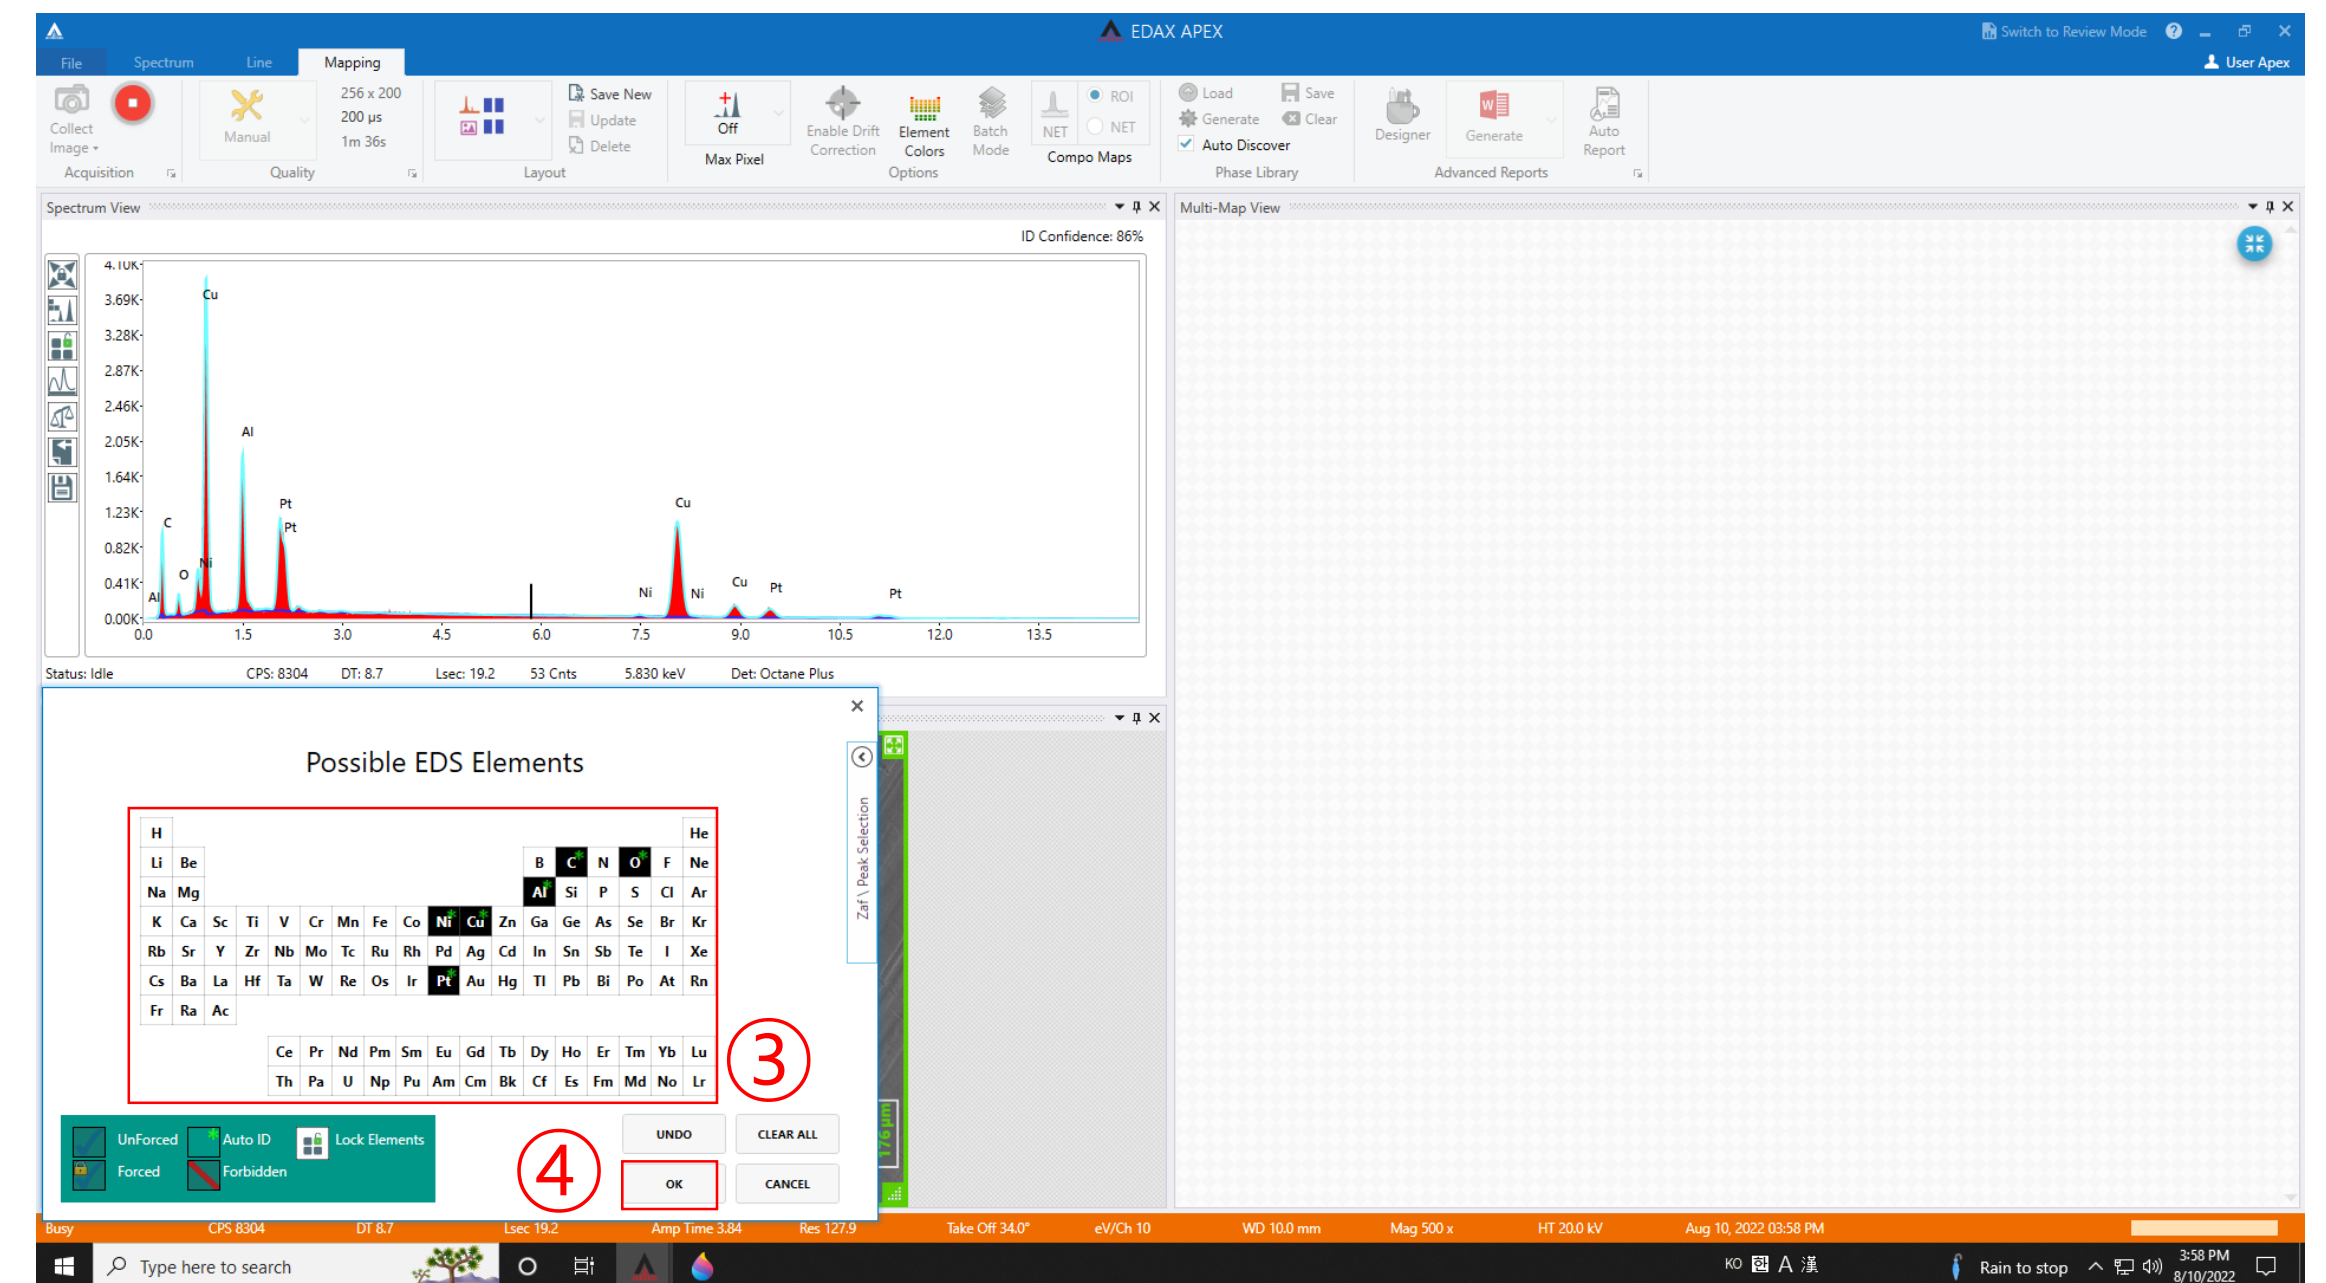 EDAX APEX
Switch to Review Mode
File Spectrum Line Mapping
User Apex
Collect Image
Manual
256 x 200
200 µs
1m 36s
Save New
Update
Delete
Off
Max Pixel
Enable Drift Correction
Element Colors
Batch Mode
NET
ROI
NET
Compo Maps
Load Save
Generate Clear
Auto Discover
Designer
Generate
Auto Report
Acquisition Quality Layout Options Phase Library Advanced Reports
Spectrum View
Multi-Map View
ID Confidence: 86%
4.10K
3.69K
3.28K
2.87K
2.46K
2.05K
1.64K
1.23K
0.82K
0.41K
0.00K
Cu
Al
Pt
Pt
C
O
Ni
Al
Cu
Ni
Ni
Cu
Pt
Pt
0.0 1.5 3.0 4.5 6.0 7.5 9.0 10.5 12.0 13.5
Status: Idle CPS: 8304 DT: 8.7 Lsec: 19.2 53 Cnts 5.830 keV Det: Octane Plus
Possible EDS Elements
Zaf \ Peak Selection
H He
Li Be B C N O F Ne
Na Mg Al Si P S Cl Ar
K Ca Sc Ti V Cr Mn Fe Co Ni Cu Zn Ga Ge As Se Br Kr
Rb Sr Y Zr Nb Mo Tc Ru Rh Pd Ag Cd In Sn Sb Te I Xe
Cs Ba La Hf Ta W Re Os Ir Pt Au Hg Tl Pb Bi Po At Rn
Fr Ra Ac
Ce Pr Nd Pm Sm Eu Gd Tb Dy Ho Er Tm Yb Lu
Th Pa U Np Pu Am Cm Bk Cf Es Fm Md No Lr
③
UnForced Auto ID Lock Elements
Forced Forbidden
④
UNDO CLEAR ALL
OK CANCEL
176 µm
Busy CPS 8304 DT 8.7 Lsec 19.2 Amp Time 3.84 Res 127.9 Take Off 34.0° eV/Ch 10 WD 10.0 mm Mag 500 x HT 20.0 kV Aug 10, 2022 03:58 PM
Type here to search
KO 한 A 漢
Rain to stop
3:58 PM
8/10/2022